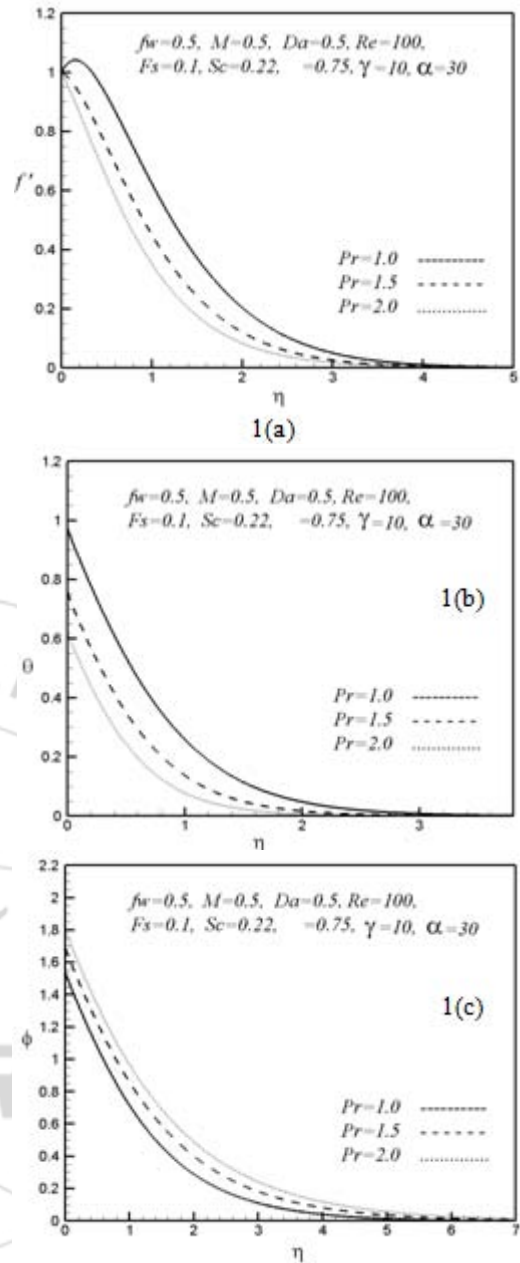 f'
1.2
1
0.8
0.6
0.4
0.2
0
fw=0.5, M=0.5, Da=0.5, Re=100,
Fs=0.1, Sc=0.22, =0.75, γ=10, α=30
Pr=1.0
Pr=1.5
Pr=2.0
0 1 2 3 4 5
η
1(a)
θ
1.2
1
0.8
0.6
0.4
0.2
0
fw=0.5, M=0.5, Da=0.5, Re=100,
Fs=0.1, Sc=0.22, =0.75, γ=10, α=30
1(b)
Pr=1.0
Pr=1.5
Pr=2.0
0 1 2 3
η
ϕ
2.2
2
1.8
1.6
1.4
1.2
1
0.8
0.6
0.4
0.2
0
fw=0.5, M=0.5, Da=0.5, Re=100,
Fs=0.1, Sc=0.22, =0.75, γ=10, α=30
1(c)
Pr=1.0
Pr=1.5
Pr=2.0
0 1 2 3 4 5 6 7
η